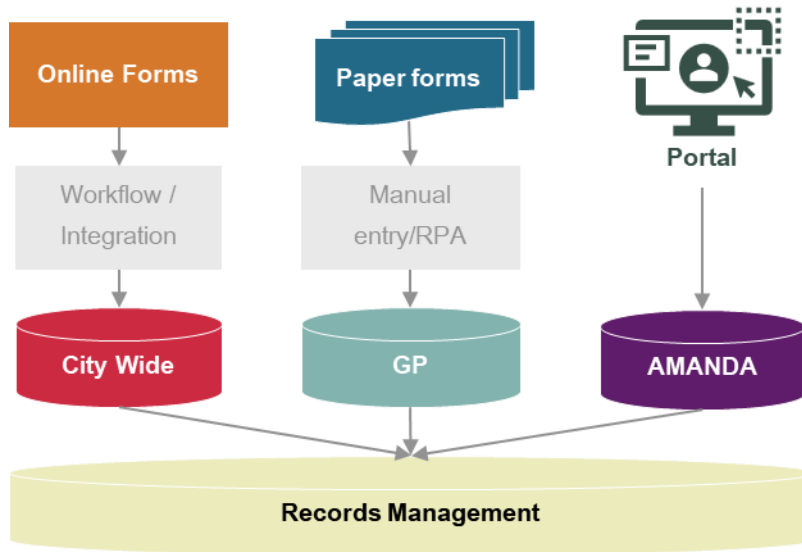 Online Forms
Paper forms
Portal
Workflow /
Integration
Manual
entry/RPA
City Wide
GP
AMANDA
Records Management